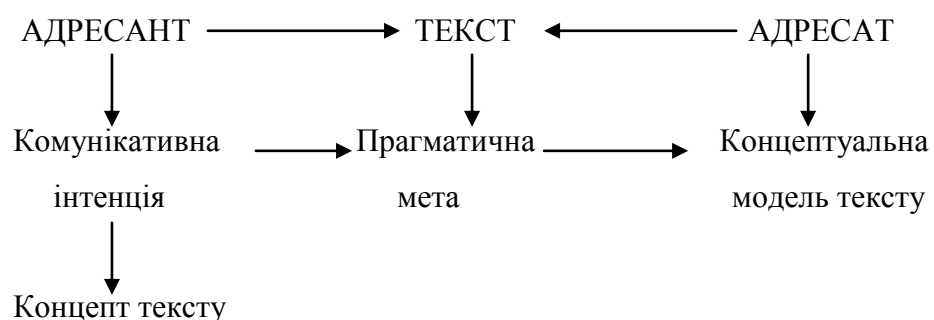 АДРЕСАНТ ТЕКСТ АДРЕСАТ
Комунікативна Прагматична Концептуальна
інтенція мета модель тексту
Концепт тексту